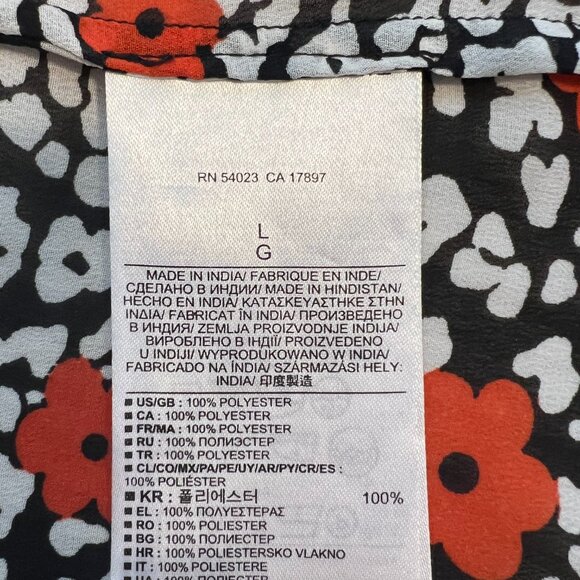 RN 54023 CA 17897
L
G
MADE IN INDIA/ FABRIQUE EN INDE/
СДЕЛАНО В ИНДИИ/ MADE IN HINDISTAN/
HECHO EN INDIA/ ΚΑΤΑΣΚΕΥΑΣΤΗΚΕ ΣΤΗΝ
ΙΝΔΙΑ/ FABRICAT ÎN INDIA/ ПРОИЗВЕДЕНО
В ИНДИЯ/ ZEMLJA PROIZVODNJE INDIJA/
ВИРОБЛЕНО В ІНДІЇ/ PROIZVEDENO
U INDIJI/ WYPRODUKOWANO W INDIA/
FABRICADO NA ÍNDIA/ SZÁRMAZÁSI HELY:
INDIA/ 印度製造
■ US/GB : 100% POLYESTER
■ CA : 100% POLYESTER
■ FR/MA : 100% POLYESTER
■ RU : 100% ПОЛИЭСТЕР
■ TR : 100% POLYESTER
■ CL/CO/MX/PA/PE/UY/AR/PY/CR/ES :
100% POLIÉSTER
■ KR : 폴리에스터 100%
■ EL : 100% ΠΟΛΥΕΣΤΕΡΑΣ
■ RO : 100% POLIESTER
■ BG : 100% ПОЛИЕСТЕР
■ HR : 100% POLIESTERSKO VLAKNO
■ IT : 100% POLIESTERE